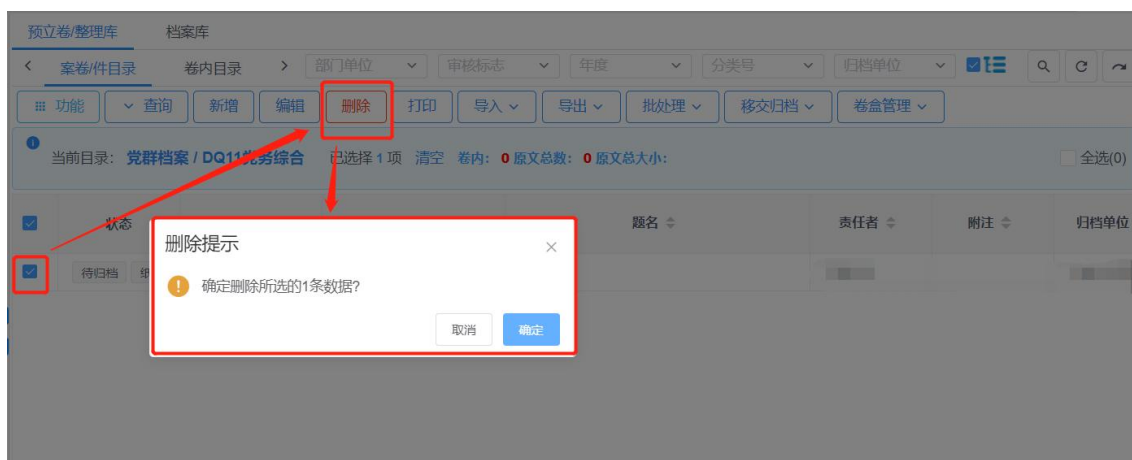 预立卷/整理库 档案库
案卷/件目录 卷内目录 部门单位 审核标志 年度 分类号 归档单位
功能 查询 新增 编辑 删除 打印 导入 导出 批处理 移交归档 卷盒管理
当前目录: 党群档案 / DQ11党务综合 已选择 1 项 清空 卷内: 0 原文总数: 0 原文总大小: 全选(0)
状态 题名 责任者 附注 归档单位
待归档
删除提示
确定删除所选的1条数据?
取消 确定